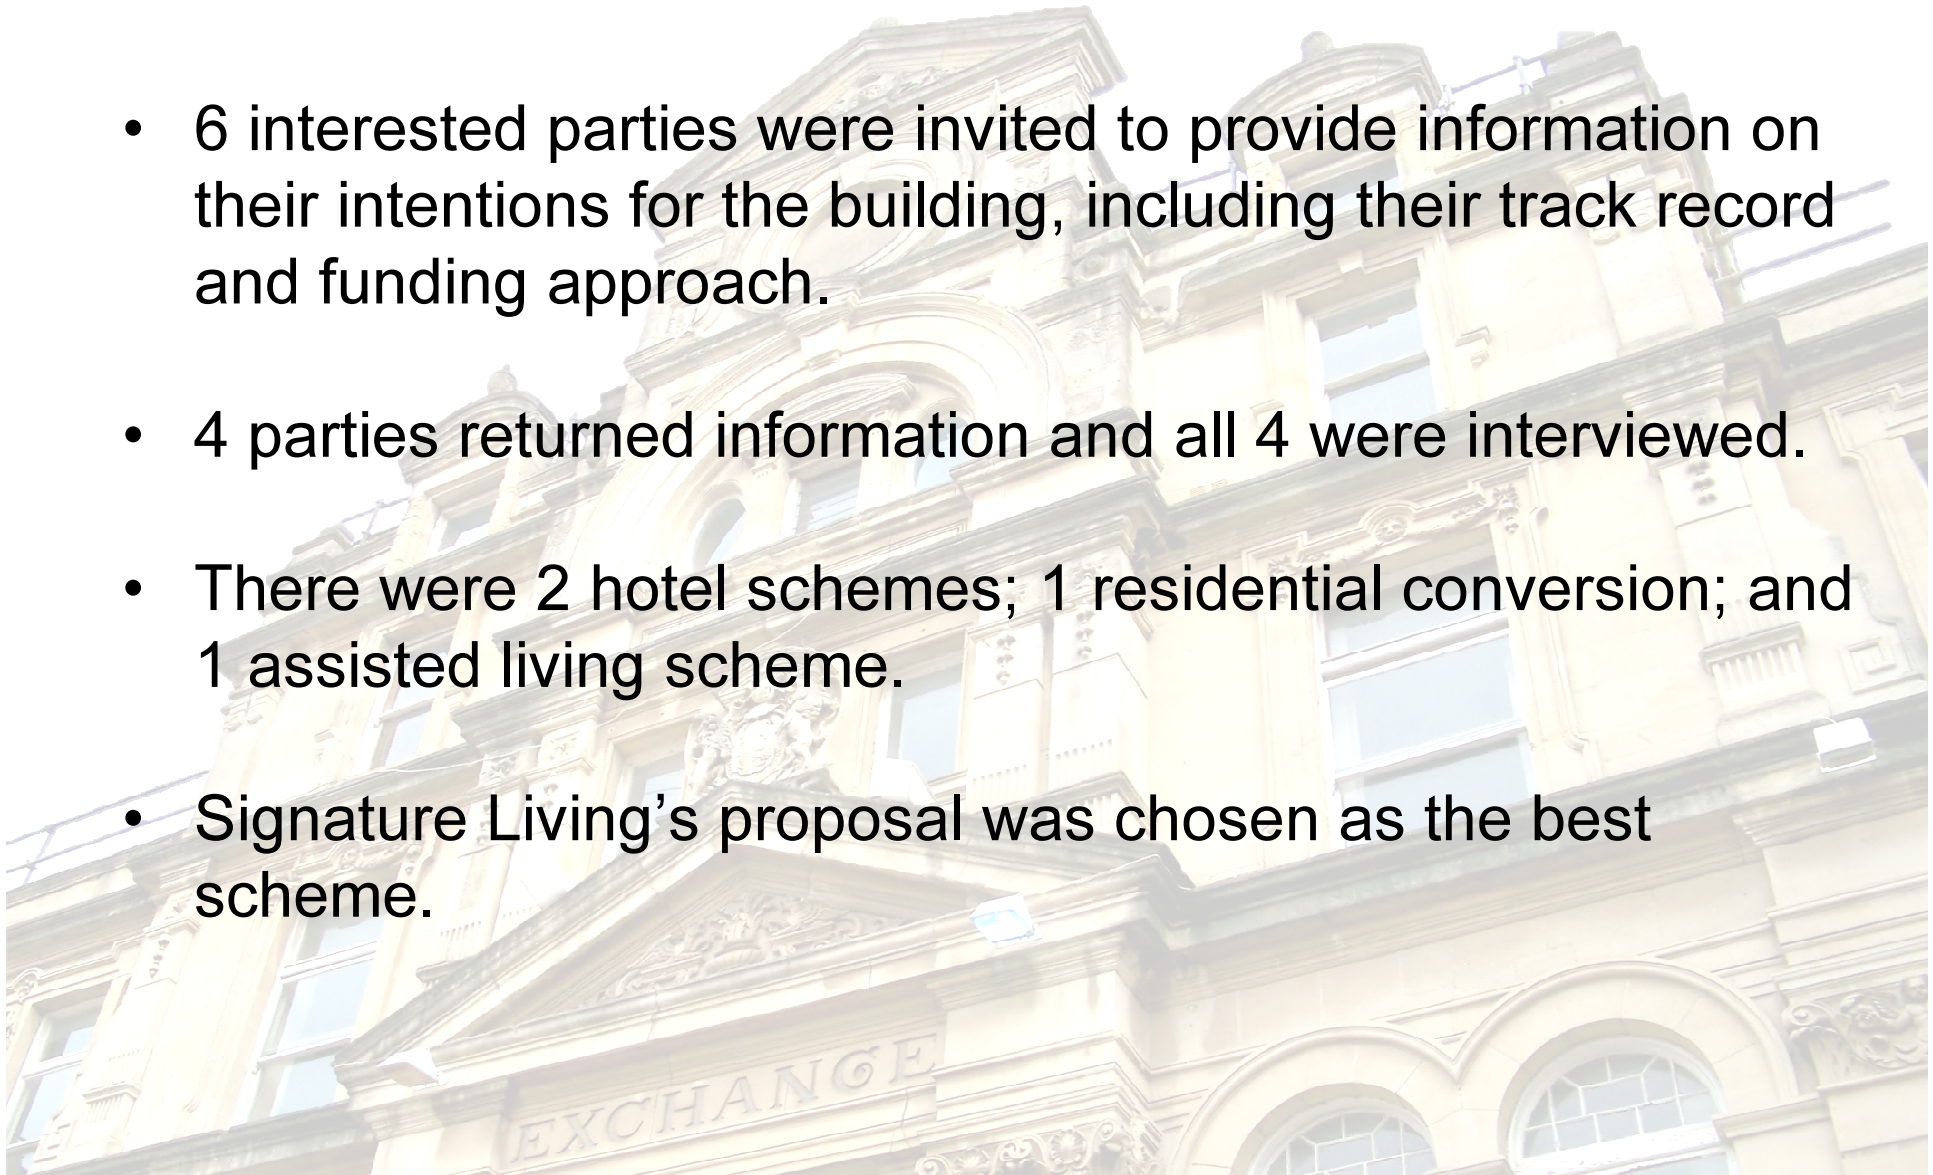 • 6 interested parties were invited to provide information on
their intentions for the building, including their track record
and funding approach.
• 4 parties returned information and all 4 were interviewed.
• There were 2 hotel schemes; 1 residential conversion; and
1 assisted living scheme.
• Signature Living’s proposal was chosen as the best
scheme.
EXCHANGE